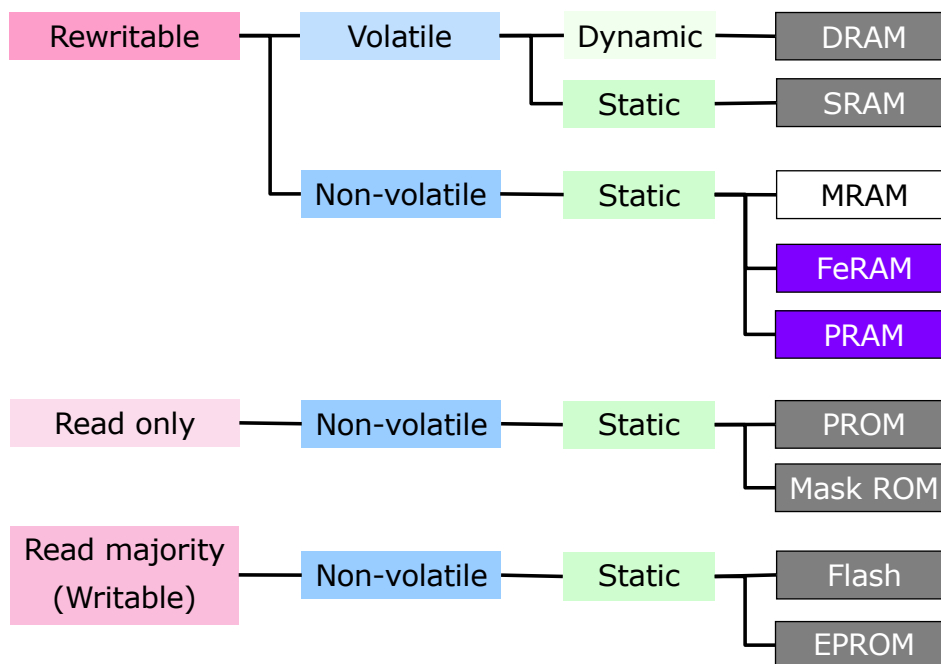 Rewritable
Volatile
Dynamic
DRAM
Static
SRAM
Non-volatile
Static
MRAM
FeRAM
PRAM
Read only
Non-volatile
Static
PROM
Mask ROM
Read majority
(Writable)
Non-volatile
Static
Flash
EPROM